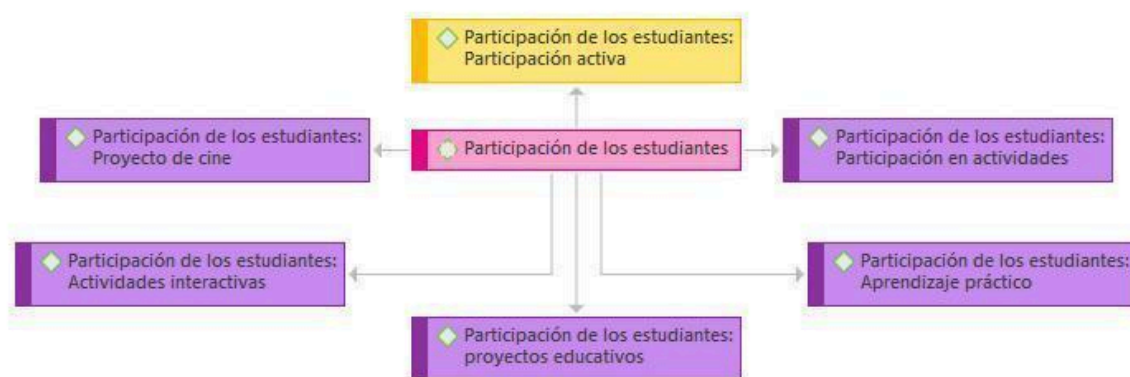 Participación de los estudiantes:
Participación activa
Participación de los estudiantes:
Proyecto de cine
Participación de los estudiantes
Participación de los estudiantes:
Participación en actividades
Participación de los estudiantes:
Actividades interactivas
Participación de los estudiantes:
Aprendizaje práctico
Participación de los estudiantes:
proyectos educativos